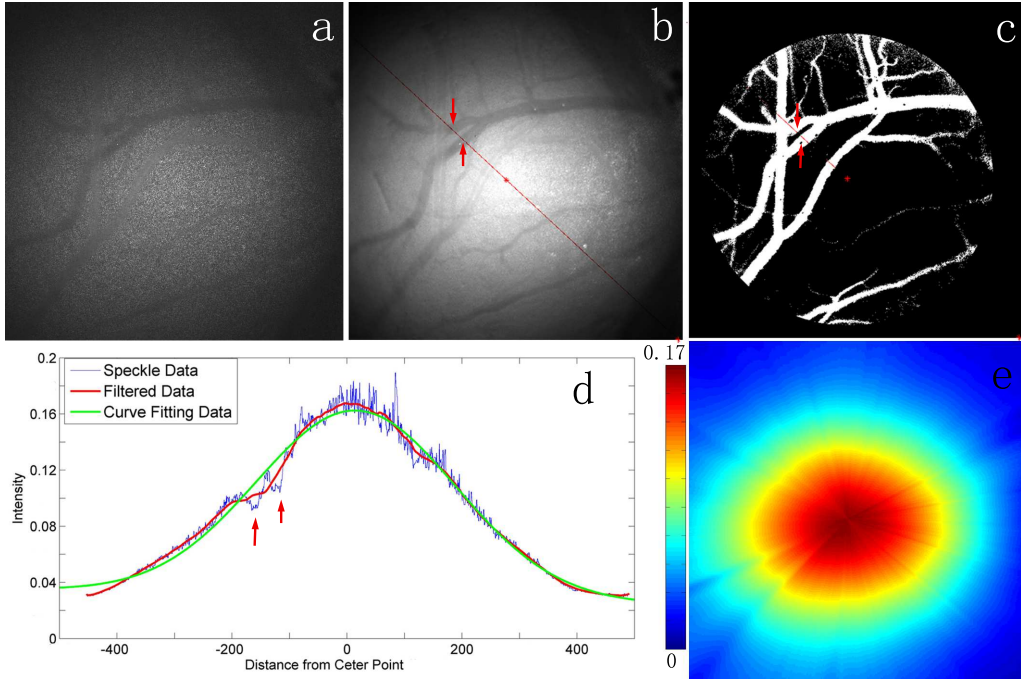 a
b
c
0.2
0.16
0.12
0.08
0.04
0
Intensity
Speckle Data
Filtered Data
Curve Fitting Data
d
-400
-200
0
200
400
Distance from Ceter Point
0.17
0
e